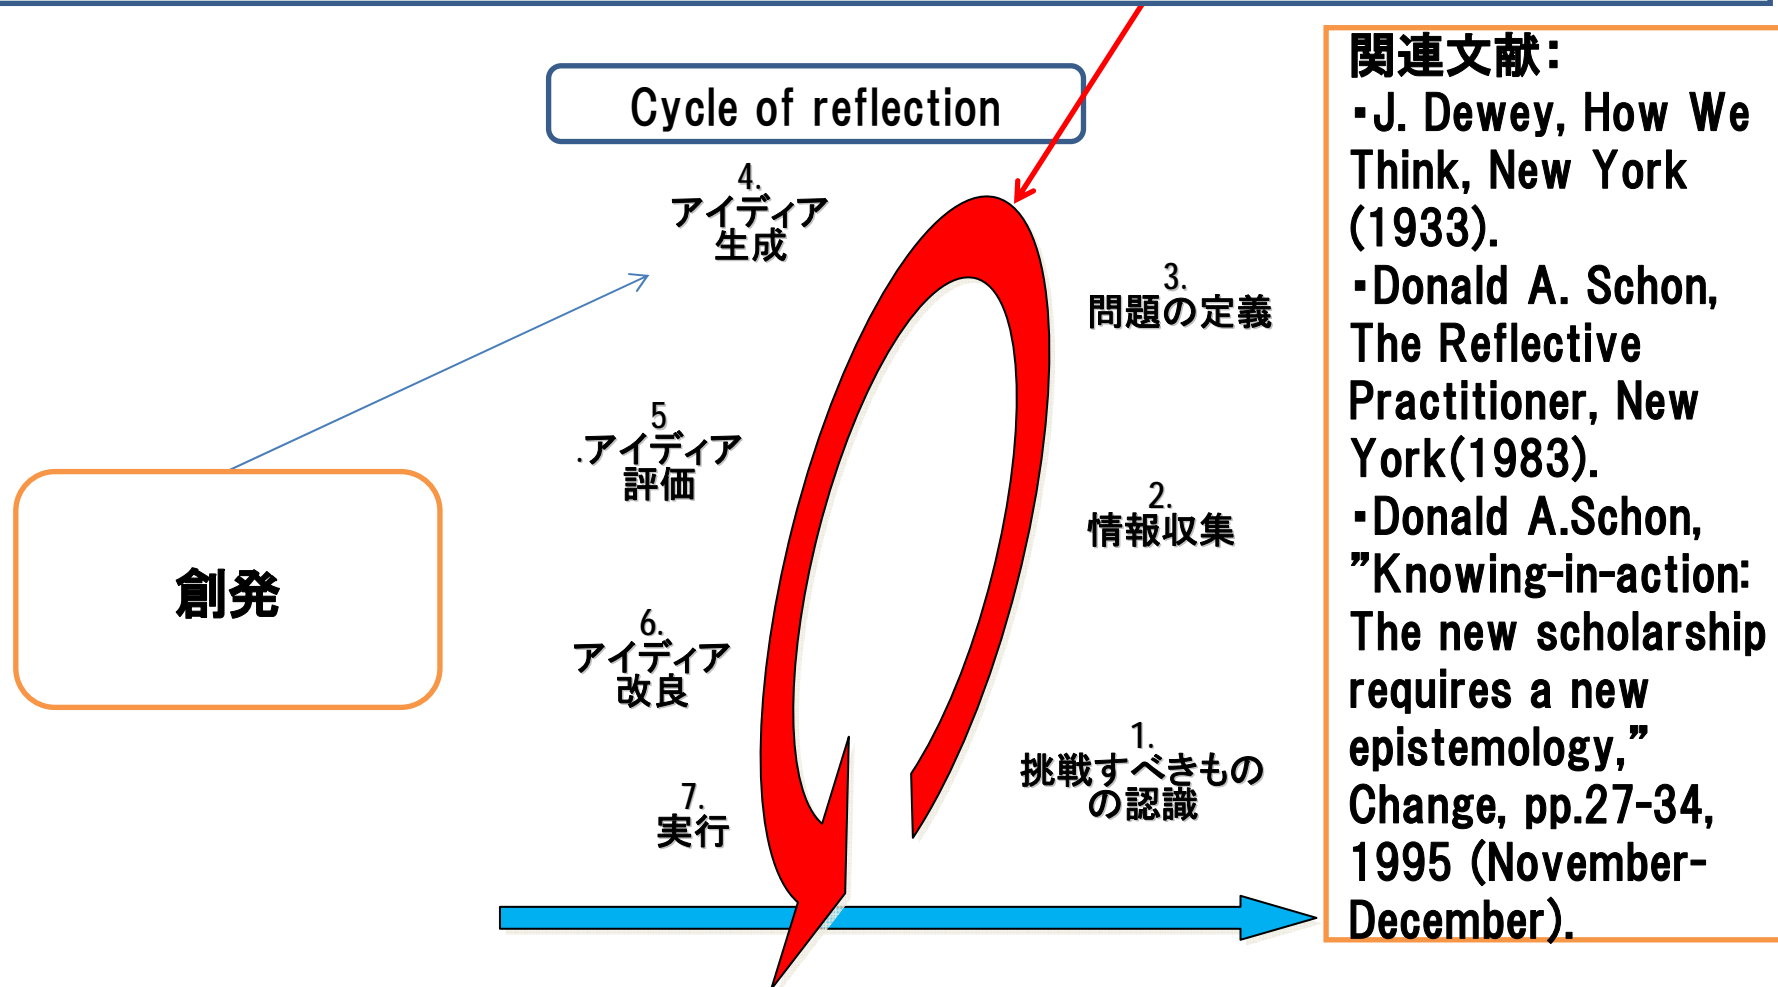 Cycle of reflection
4.
アイディア
生成
3.
問題の定義
5
.アイディア
評価
2.
情報収集
創発
6.
アイディア
改良
1.
挑戦すべきもの
の認識
7.
実行
関連文献：
・J. Dewey, How We
Think, New York
(1933).
・Donald A. Schon,
The Reflective
Practitioner, New
York(1983).
・Donald A.Schon,
”Knowing-in-action:
The new scholarship
requires a new
epistemology,”
Change, pp.27-34,
1995 (November-
December).